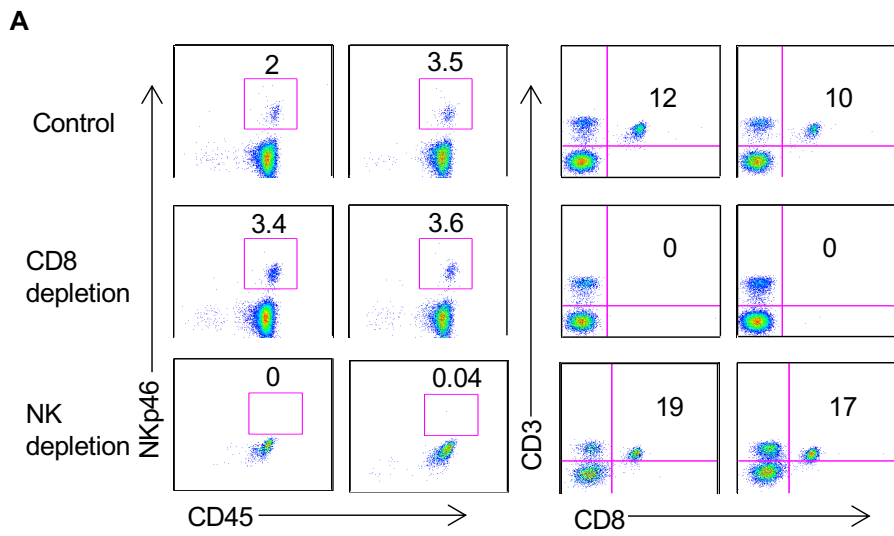 A
Control
2
3.5
12
10
CD8
depletion
3.4
3.6
0
0
NK
depletion
0
0.04
19
17
NKp46
CD3
CD45
CD8